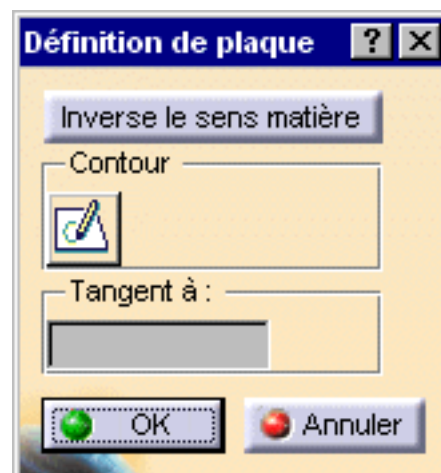 Définition de plaque ? X
Inverse le sens matière
Contour
Tangent à :
OK Annuler